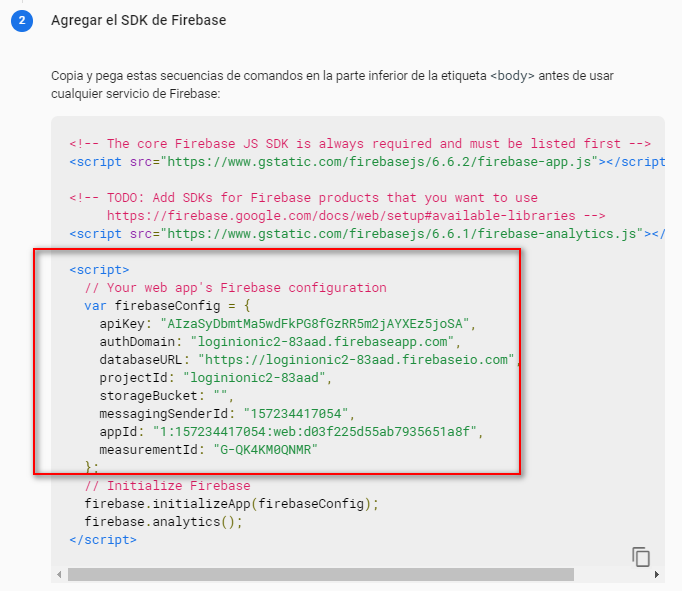 2 Agregar el SDK de Firebase
Copia y pega estas secuencias de comandos en la parte inferior de la etiqueta <body> antes de usar
cualquier servicio de Firebase:
<!-- The core Firebase JS SDK is always required and must be listed first -->
<script src="https://www.gstatic.com/firebasejs/6.6.2/firebase-app.js"></script
<!-- TODO: Add SDKs for Firebase products that you want to use
https://firebase.google.com/docs/web/setup#available-libraries -->
<script src="https://www.gstatic.com/firebasejs/6.6.1/firebase-analytics.js"></
<script>
// Your web app's Firebase configuration
var firebaseConfig = {
apiKey: "AIzaSyDbmtMa5wdFkPG8fGzRR5m2jAYXEz5joSA",
authDomain: "loginionic2-83aad.firebaseapp.com",
databaseURL: "https://loginionic2-83aad.firebaseio.com",
projectId: "loginionic2-83aad",
storageBucket: "",
messagingSenderId: "157234417054",
appId: "1:157234417054:web:d03f225d55ab7935651a8f",
measurementId: "G-QK4KM0QNMR"
};
// Initialize Firebase
firebase.initializeApp(firebaseConfig);
firebase.analytics();
</script>